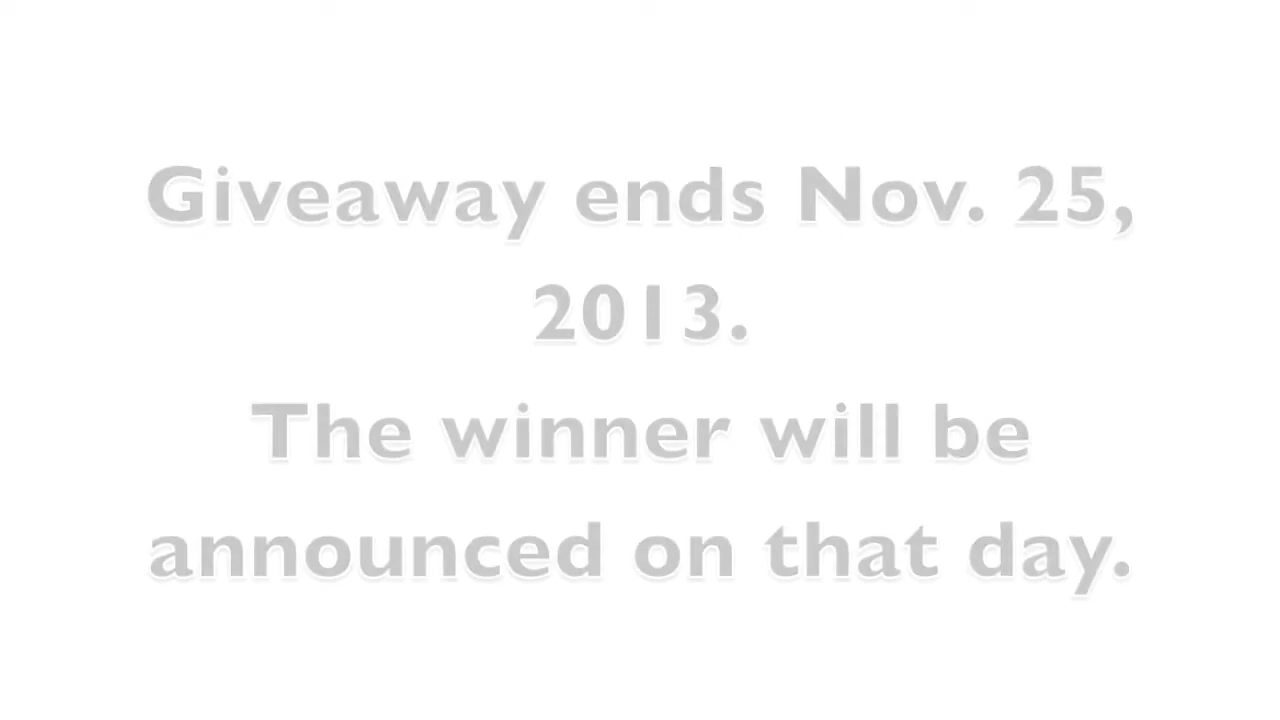 Giveaway ends Nov. 25,
2013.
The winner will be
announced on that day.